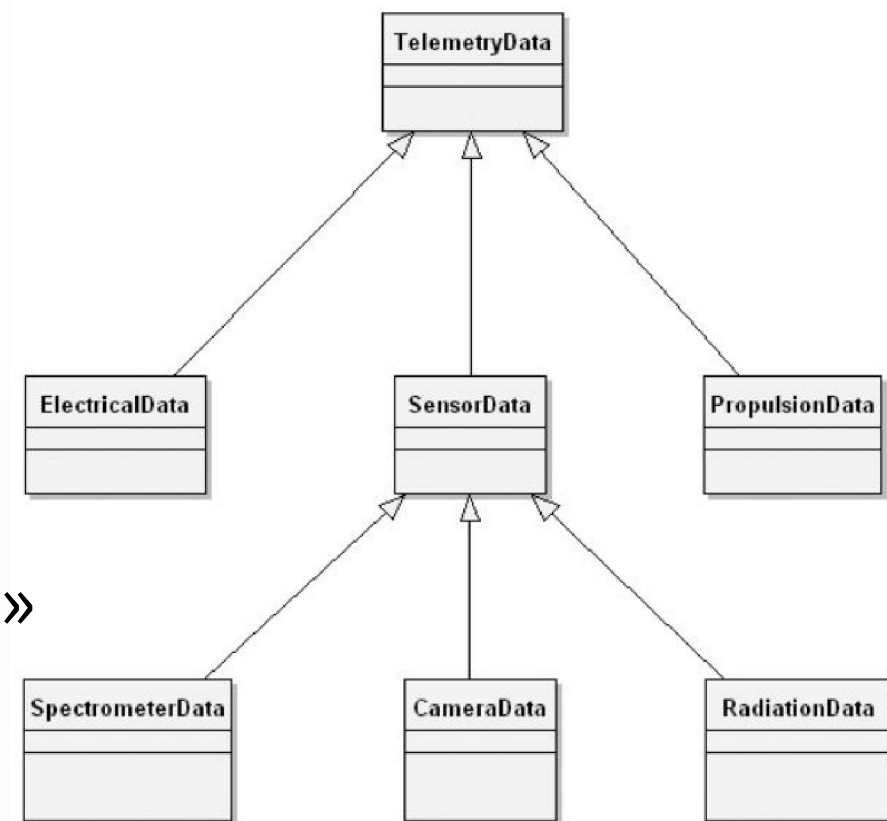 TelemetryData
ElectricalData
SensorData
PropulsionData
»
SpectrometerData
CameraData
RadiationData